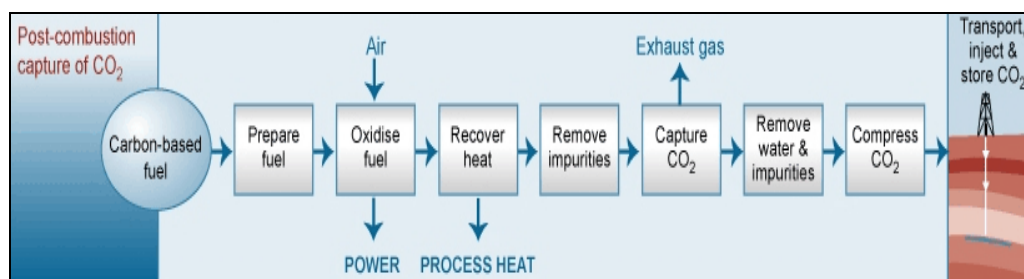 Post-combustion
capture of CO₂
Carbon-based
fuel
Prepare
fuel
Air
Oxidise
fuel
POWER
Recover
heat
PROCESS HEAT
Remove
impurities
Exhaust gas
Capture
CO₂
Remove
water &
impurities
Compress
CO₂
Transport,
inject &
store CO₂